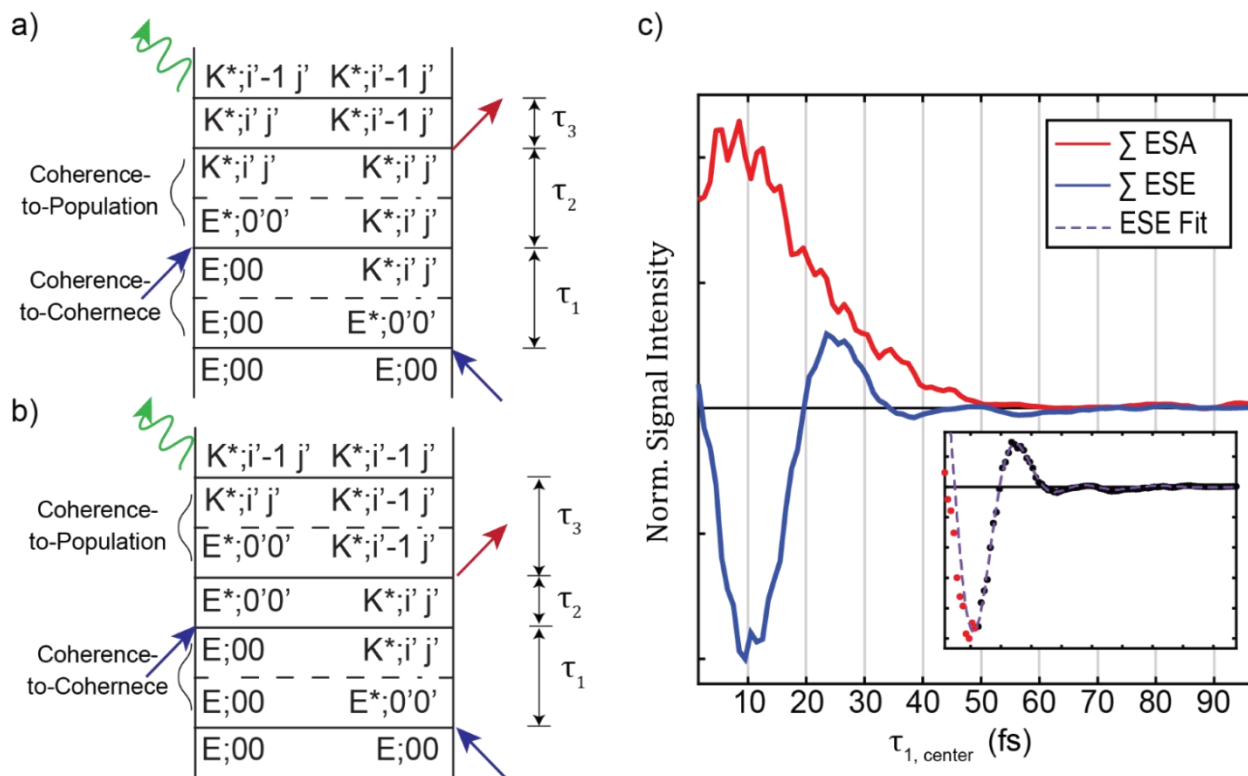 a)
K*;i'-1 j' K*;i'-1 j'
K*;i' j' K*;i'-1 j'
τ3
Coherence-
to-Population
K*;i' j' K*;i' j'
E*;0'0' K*;i' j'
τ2
Coherence-
to-Cohernece
E;00 K*;i' j'
E;00 E*;0'0'
τ1
E;00 E;00
b)
K*;i'-1 j' K*;i'-1 j'
Coherence-
to-Population
K*;i' j' K*;i'-1 j'
E*;0'0' K*;i'-1 j'
τ3
E*;0'0' K*;i' j'
τ2
Coherence-
to-Cohernece
E;00 K*;i' j'
E;00 E*;0'0'
τ1
E;00 E;00
c)
Norm. Signal Intensity
∑ ESA
∑ ESE
ESE Fit
10 20 30 40 50 60 70 80 90
τ1, center (fs)